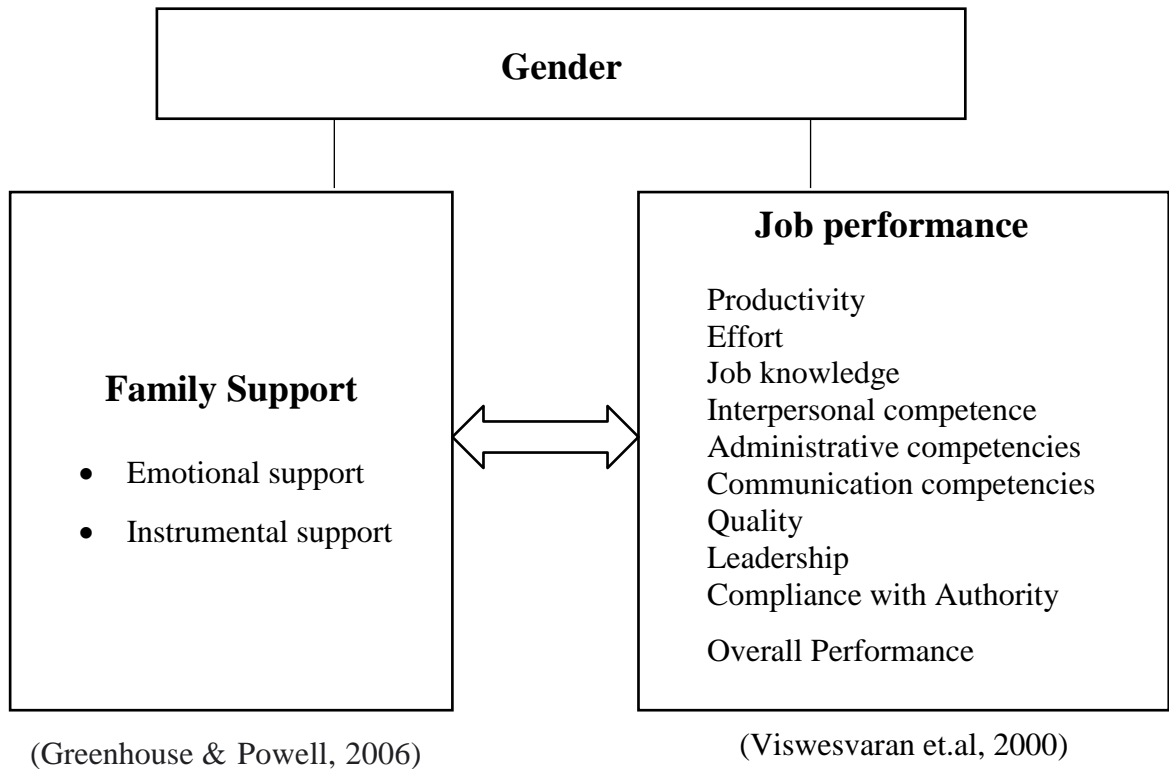 Gender
Family Support
• Emotional support
• Instrumental support
(Greenhouse & Powell, 2006)
Job performance
Productivity
Effort
Job knowledge
Interpersonal competence
Administrative competencies
Communication competencies
Quality
Leadership
Compliance with Authority
Overall Performance
(Viswesvaran et.al, 2000)